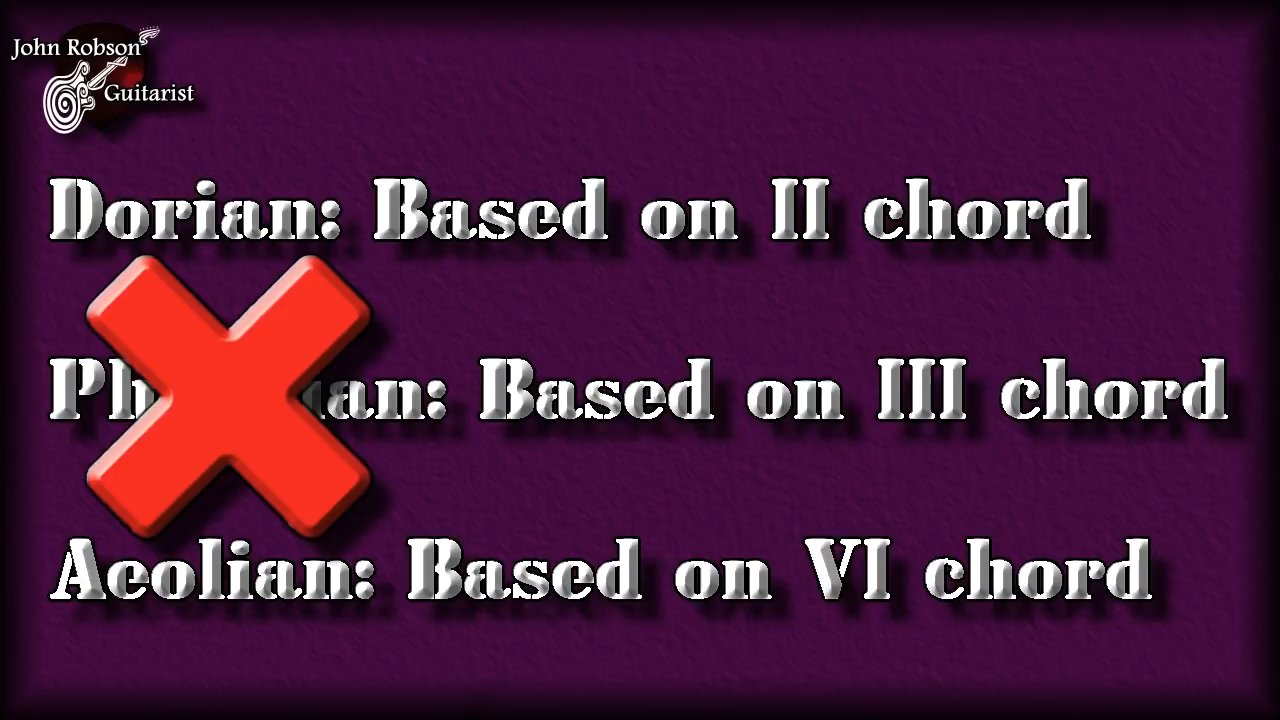 John Robson
Guitarist
Dorian: Based on II chord
Based on III chord
Aeolian: Based on VI chord